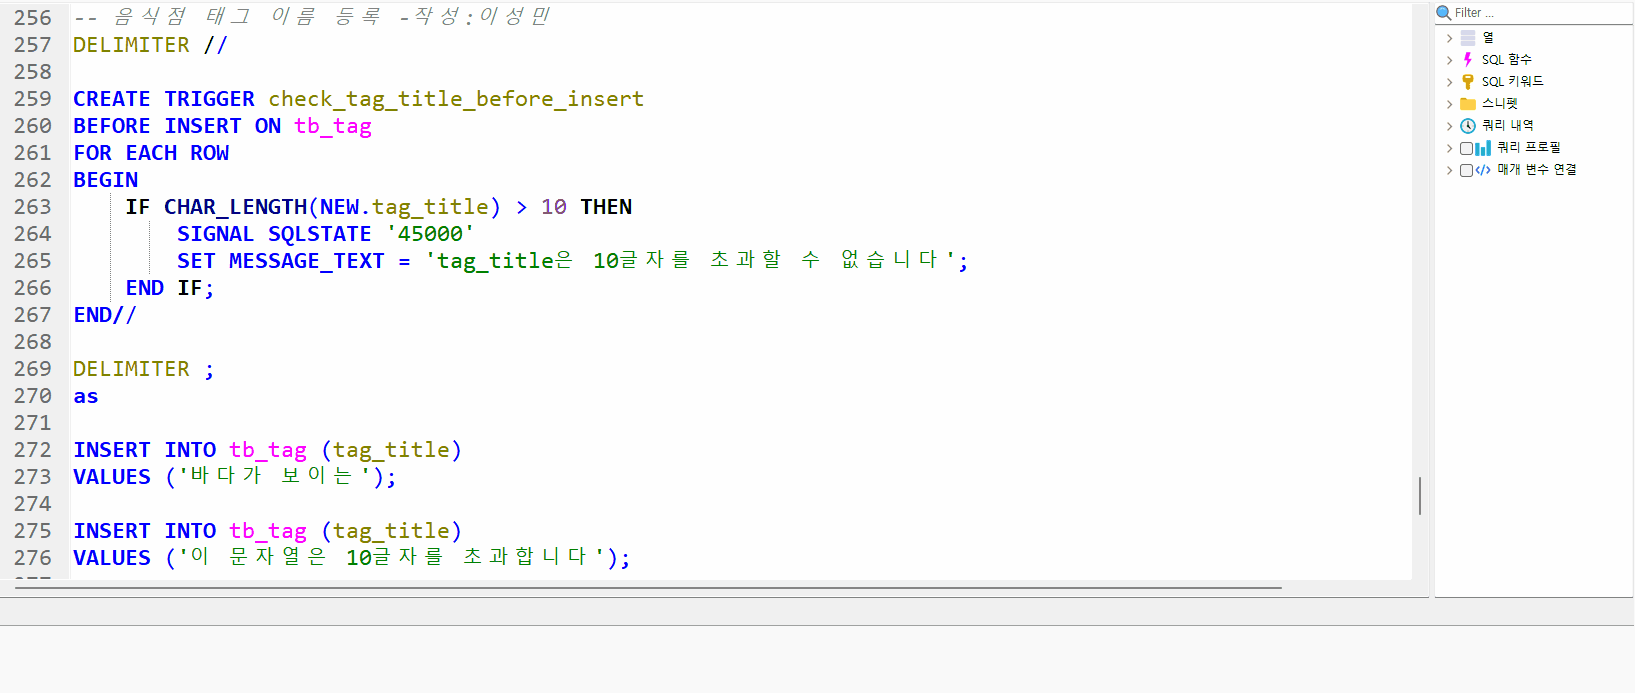 256 -- 음식점 태그 이름 등록 -작성:이성민
257 DELIMITER //
258
259 CREATE TRIGGER check_tag_title_before_insert
260 BEFORE INSERT ON tb_tag
261 FOR EACH ROW
262 BEGIN
263 IF CHAR_LENGTH(NEW.tag_title) > 10 THEN
264 SIGNAL SQLSTATE '45000'
265 SET MESSAGE_TEXT = 'tag_title은 10글자를 초과할 수 없습니다';
266 END IF;
267 END//
268
269 DELIMITER ;
270 as
271
272 INSERT INTO tb_tag (tag_title)
273 VALUES ('바다가 보이는');
274
275 INSERT INTO tb_tag (tag_title)
276 VALUES ('이 문자열은 10글자를 초과합니다');
Filter ...
열
SQL 함수
SQL 키워드
스니펫
쿼리 내역
쿼리 프로필
매개 변수 연결